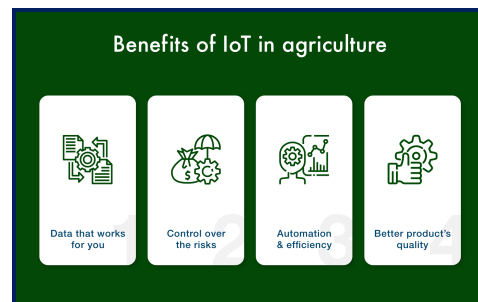 Benefits of IoT in agriculture
1
Data that works
for you
2
Control over
the risks
3
Automation
& efficiency
4
Better product's
quality